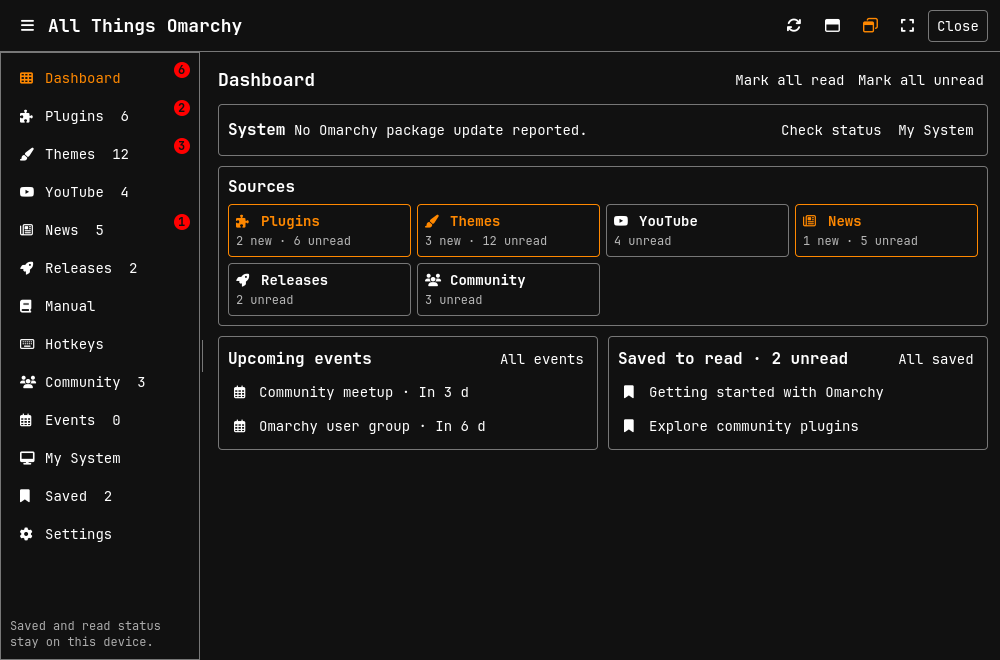 All Things Omarchy
Close
Dashboard 6
Plugins 6 2
Themes 12 3
YouTube 4
News 5 1
Releases 2
Manual
Hotkeys
Community 3
Events 0
My System
Saved 2
Settings
Saved and read status
stay on this device.
Dashboard Mark all read Mark all unread
System No Omarchy package update reported. Check status My System
Sources
Plugins
2 new · 6 unread
Themes
3 new · 12 unread
YouTube
4 unread
News
1 new · 5 unread
Releases
2 unread
Community
3 unread
Upcoming events All events
Community meetup · In 3 d
Omarchy user group · In 6 d
Saved to read · 2 unread All saved
Getting started with Omarchy
Explore community plugins